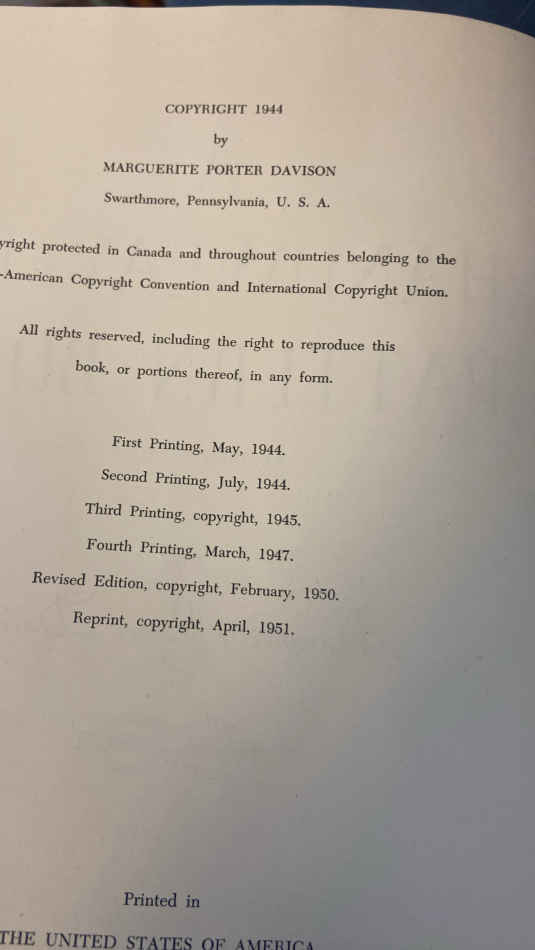 COPYRIGHT 1944
by
MARGUERITE PORTER DAVISON
Swarthmore, Pennsylvania, U. S. A.
yright protected in Canada and throughout countries belonging to the
-American Copyright Convention and International Copyright Union.
All rights reserved, including the right to reproduce this
book, or portions thereof, in any form.
First Printing, May, 1944.
Second Printing, July, 1944.
Third Printing, copyright, 1945.
Fourth Printing, March, 1947.
Revised Edition, copyright, February, 1950.
Reprint, copyright, April, 1951.
Printed in
THE UNITED STATES OF AMERICA